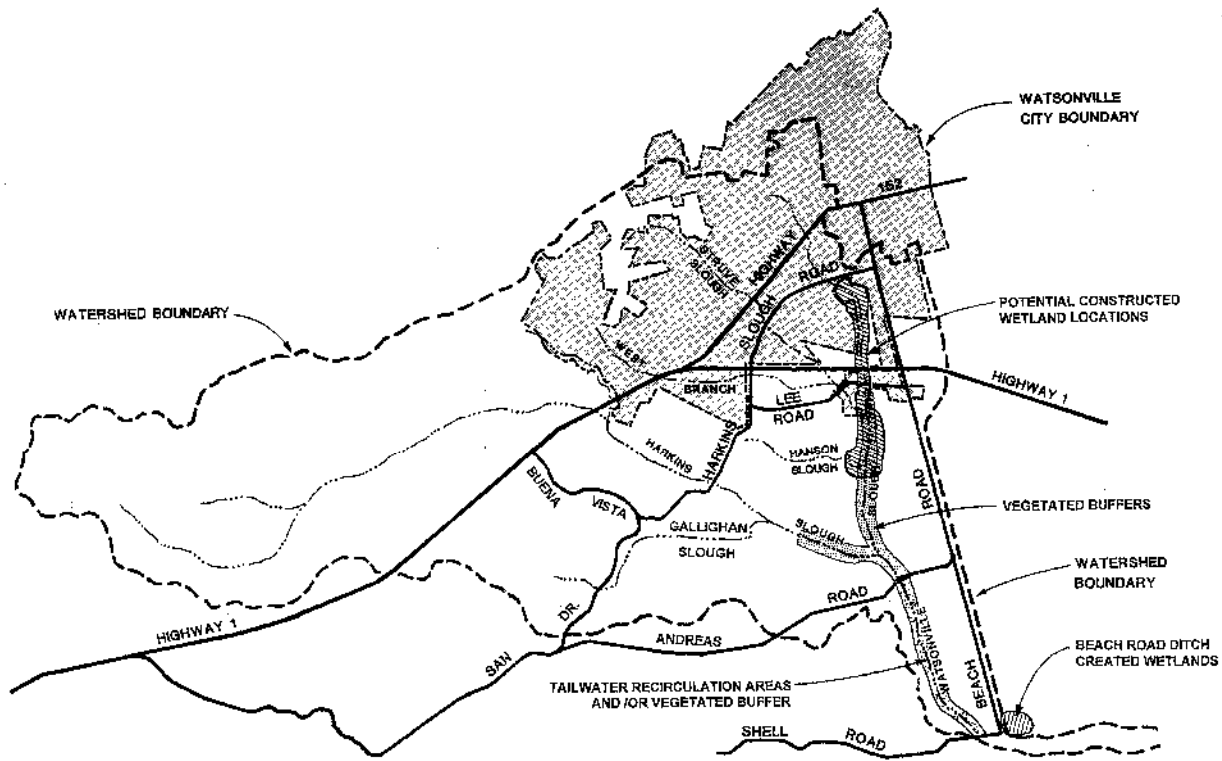 WATSONVILLE
CITY BOUNDARY
152
STRUVE
SLOUGH
HIGHWAY
SLOUGH ROAD
POTENTIAL CONSTRUCTED
WETLAND LOCATIONS
WATERSHED BOUNDARY
WEST
BRANCH
HIGHWAY 1
LEE
ROAD
HARKINS
HARKINS
HANSON
SLOUGH
SLOUGH
ROAD
BUENA
VISTA
DR.
GALLIGHAN
SLOUGH
SLOUGH
VEGETATED BUFFERS
WATERSHED
BOUNDARY
HIGHWAY 1
SAN
ANDREAS
ROAD
WATSONVILLE
BEACH
BEACH ROAD DITCH
CREATED WETLANDS
TAILWATER RECIRCULATION AREAS
AND /OR VEGETATED BUFFER
SHELL
ROAD